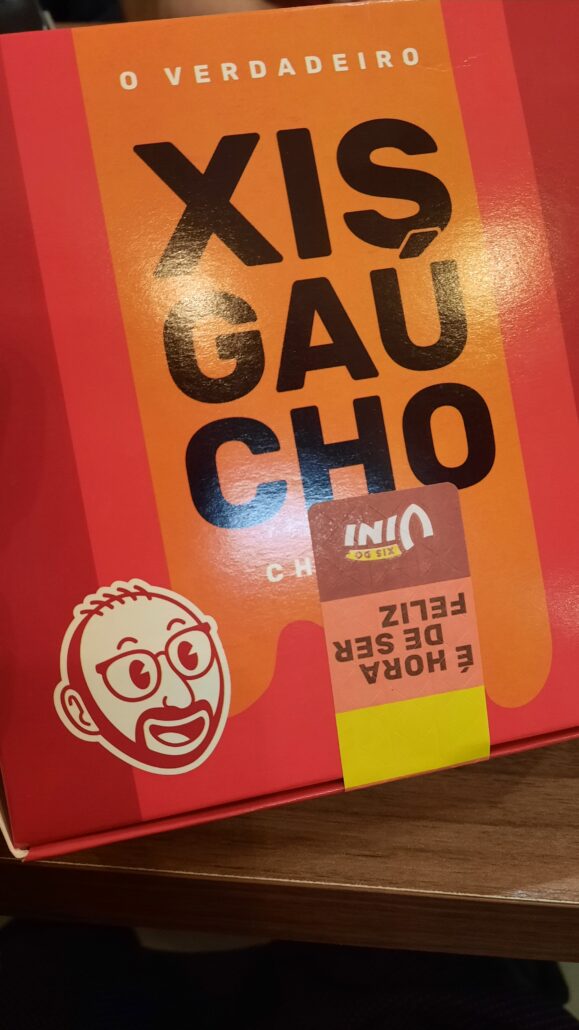 O VERDADEIRO
XIS
GAÚ
CHO
CH
VINI
XIS DO
É HORA
DE SER
FELIZ